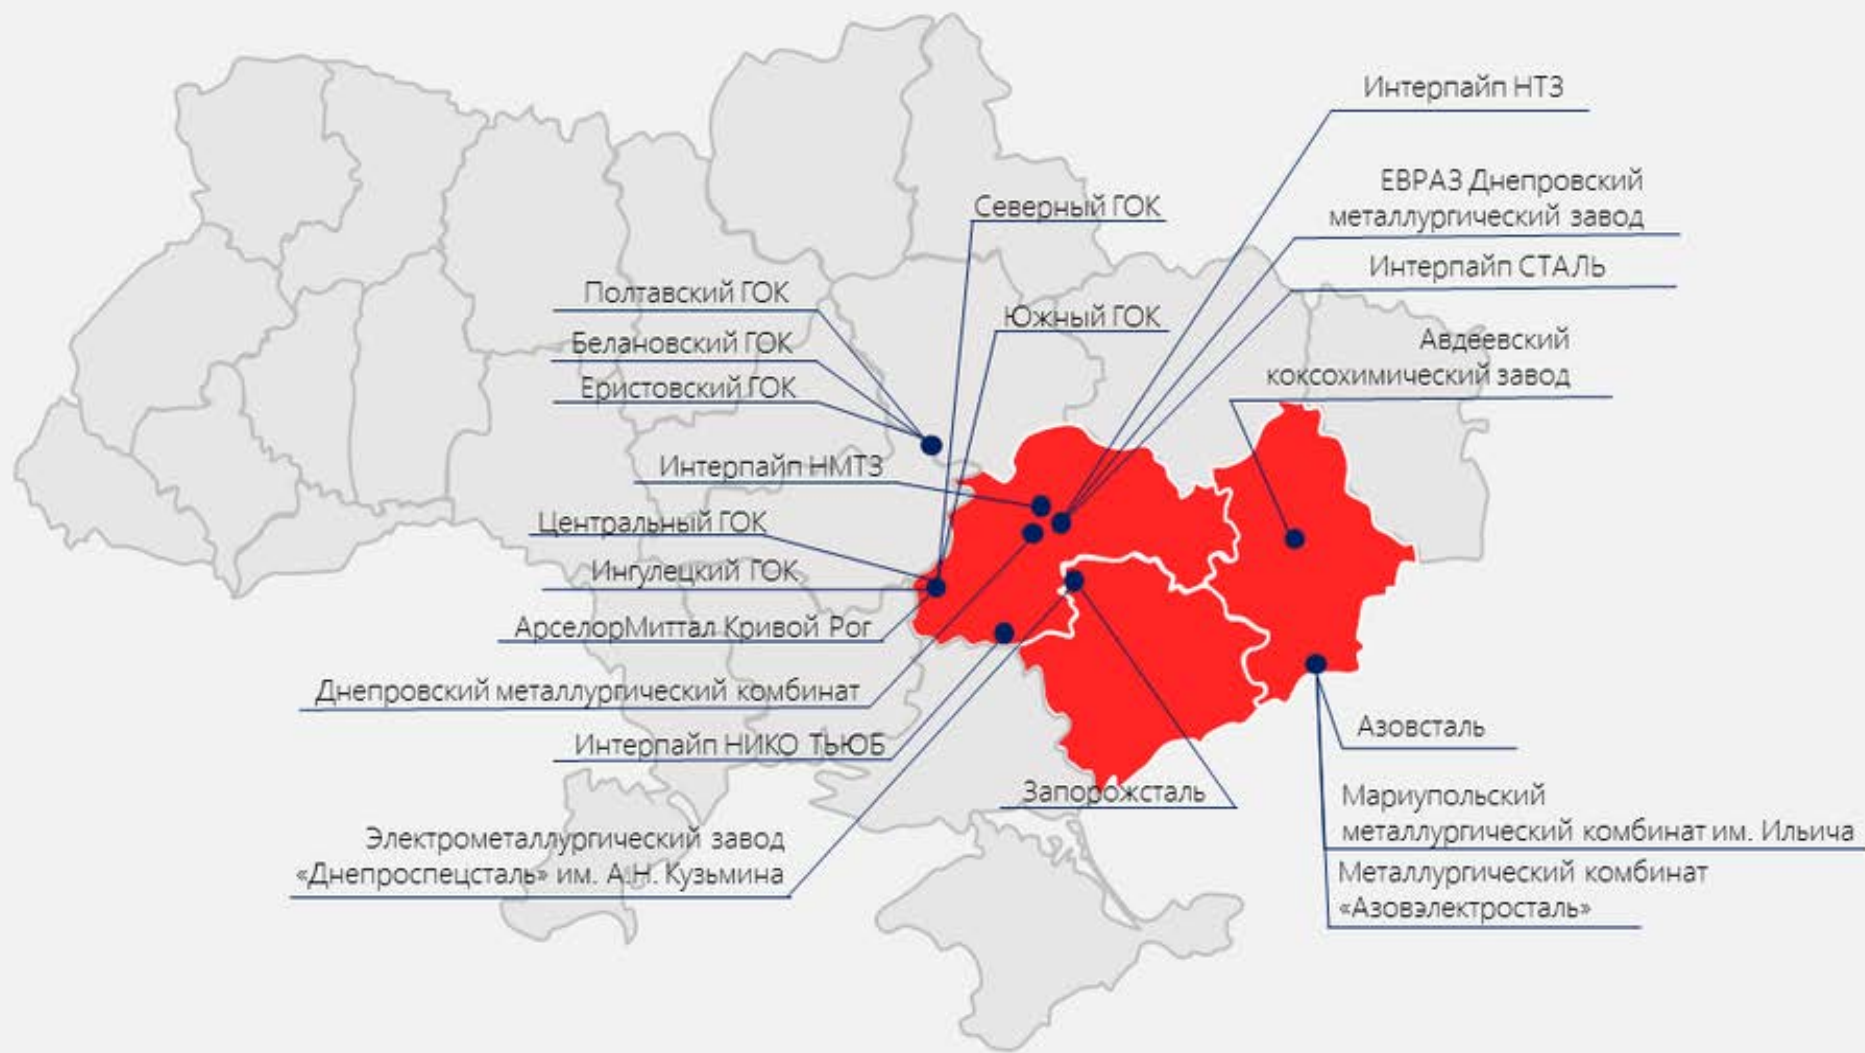 Интерпайп НТЗ
ЕВРАЗ Днепровский
металлургический завод
Северный ГОК
Интерпайп СТАЛЬ
Полтавский ГОК
Южный ГОК
Белановский ГОК
Авдеевский
коксохимический завод
Еристовский ГОК
Интерпайп НМТЗ
Центральный ГОК
Ингулецкий ГОК
АрселорМиттал Кривой Рог
Днепровский металлургический комбинат
Интерпайп НИКО ТЬЮБ
Азовсталь
Запорожсталь
Мариупольский
металлургический комбинат им. Ильича
Электрометаллургический завод
«Днепроспецсталь» им. А.Н. Кузьмина
Металлургический комбинат
«Азовэлектросталь»